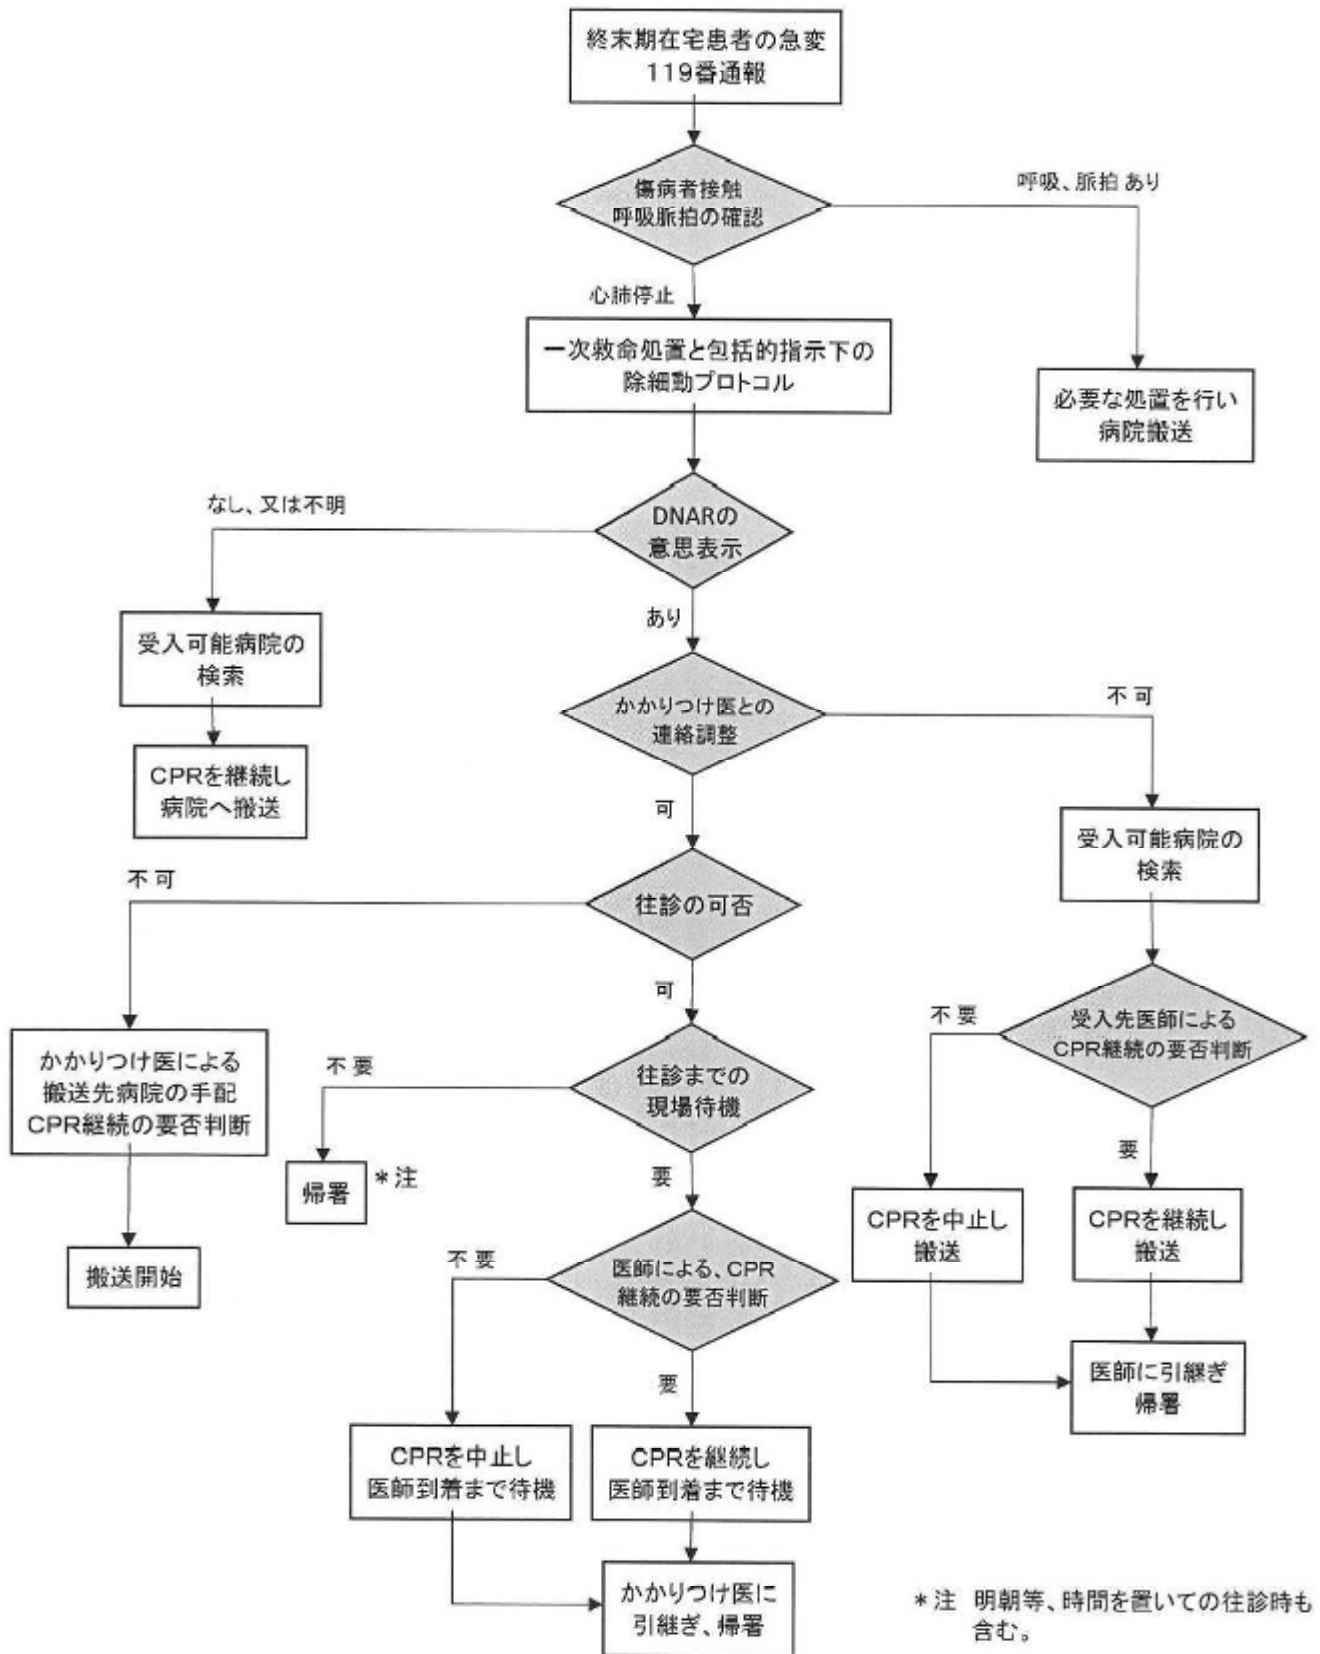 終末期在宅患者の急変
119番通報
傷病者接触
呼吸脈拍の確認
呼吸、脈拍 あり
心肺停止
一次救命処置と包括的指示下の
除細動プロトコル
必要な処置を行い
病院搬送
なし、又は不明
DNARの
意思表示
あり
受入可能病院の
検索
かかりつけ医との
連絡調整
不 可
CPRを継続し
病院へ搬送
可
受入可能病院の
検索
不 可
往診の可否
可
不 要
受入先医師による
CPR継続の要否判断
かかりつけ医による
搬送先病院の手配
CPR継続の要否判断
不 要
往診までの
現場待機
要
帰署
*注
要
CPRを中止し
搬送
CPRを継続し
搬送
搬送開始
不 要
医師による、CPR
継続の要否判断
要
医師に引継ぎ
帰署
CPRを中止し
医師到着まで待機
CPRを継続し
医師到着まで待機
かかりつけ医に
引継ぎ、帰署
*注 明朝等、時間を置いての往診時も
含む。